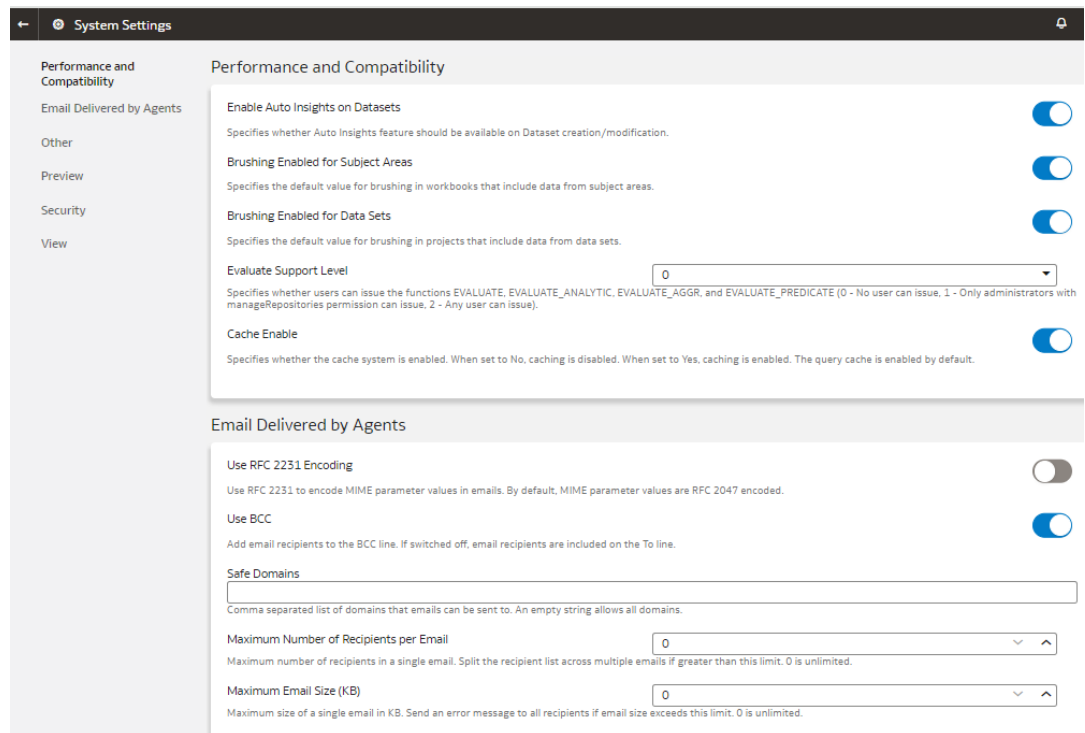 System Settings
Performance and
Compatibility
Email Delivered by Agents
Other
Preview
Security
View
Performance and Compatibility
Enable Auto Insights on Datasets
Specifies whether Auto Insights feature should be available on Dataset creation/modification.
Brushing Enabled for Subject Areas
Specifies the default value for brushing in workbooks that include data from subject areas.
Brushing Enabled for Data Sets
Specifies the default value for brushing in projects that include data from data sets.
Evaluate Support Level
0
Specifies whether users can issue the functions EVALUATE, EVALUATE_ANALYTIC, EVALUATE_AGGR, and EVALUATE_PREDICATE (0 - No user can issue, 1 - Only administrators with
manageRepositories permission can issue, 2 - Any user can issue).
Cache Enable
Specifies whether the cache system is enabled. When set to No, caching is disabled. When set to Yes, caching is enabled. The query cache is enabled by default.
Email Delivered by Agents
Use RFC 2231 Encoding
Use RFC 2231 to encode MIME parameter values in emails. By default, MIME parameter values are RFC 2047 encoded.
Use BCC
Add email recipients to the BCC line. If switched off, email recipients are included on the To line.
Safe Domains
Comma separated list of domains that emails can be sent to. An empty string allows all domains.
Maximum Number of Recipients per Email
0
Maximum number of recipients in a single email. Split the recipient list across multiple emails if greater than this limit. 0 is unlimited.
Maximum Email Size (KB)
0
Maximum size of a single email in KB. Send an error message to all recipients if email size exceeds this limit. 0 is unlimited.